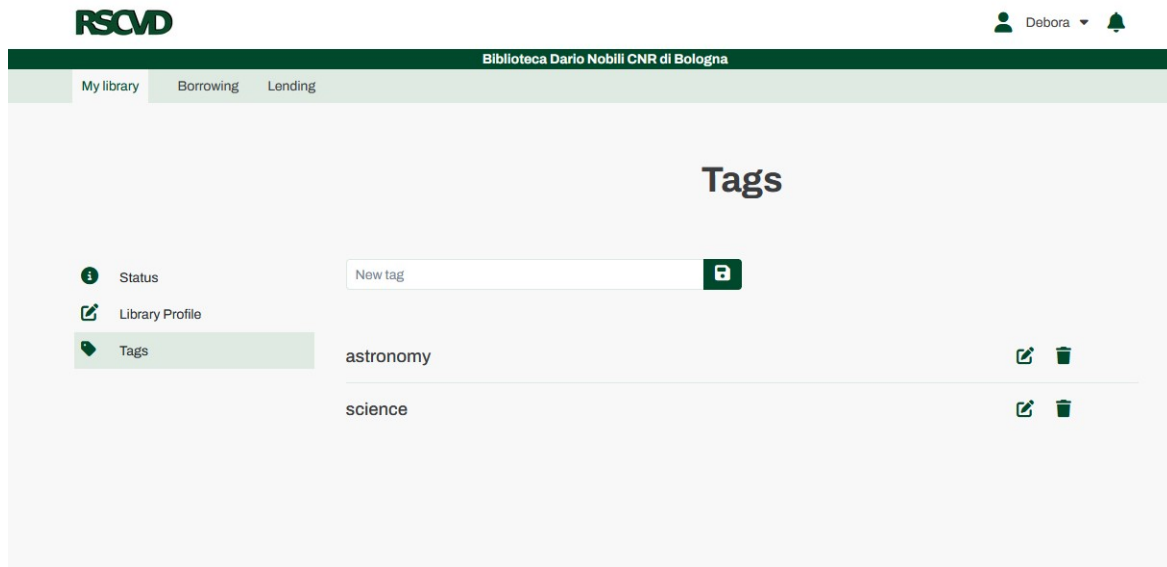 RSCVD
Debora
Biblioteca Dario Nobili CNR di Bologna
My library Borrowing Lending
Tags
Status
Library Profile
Tags
New tag
astronomy
science